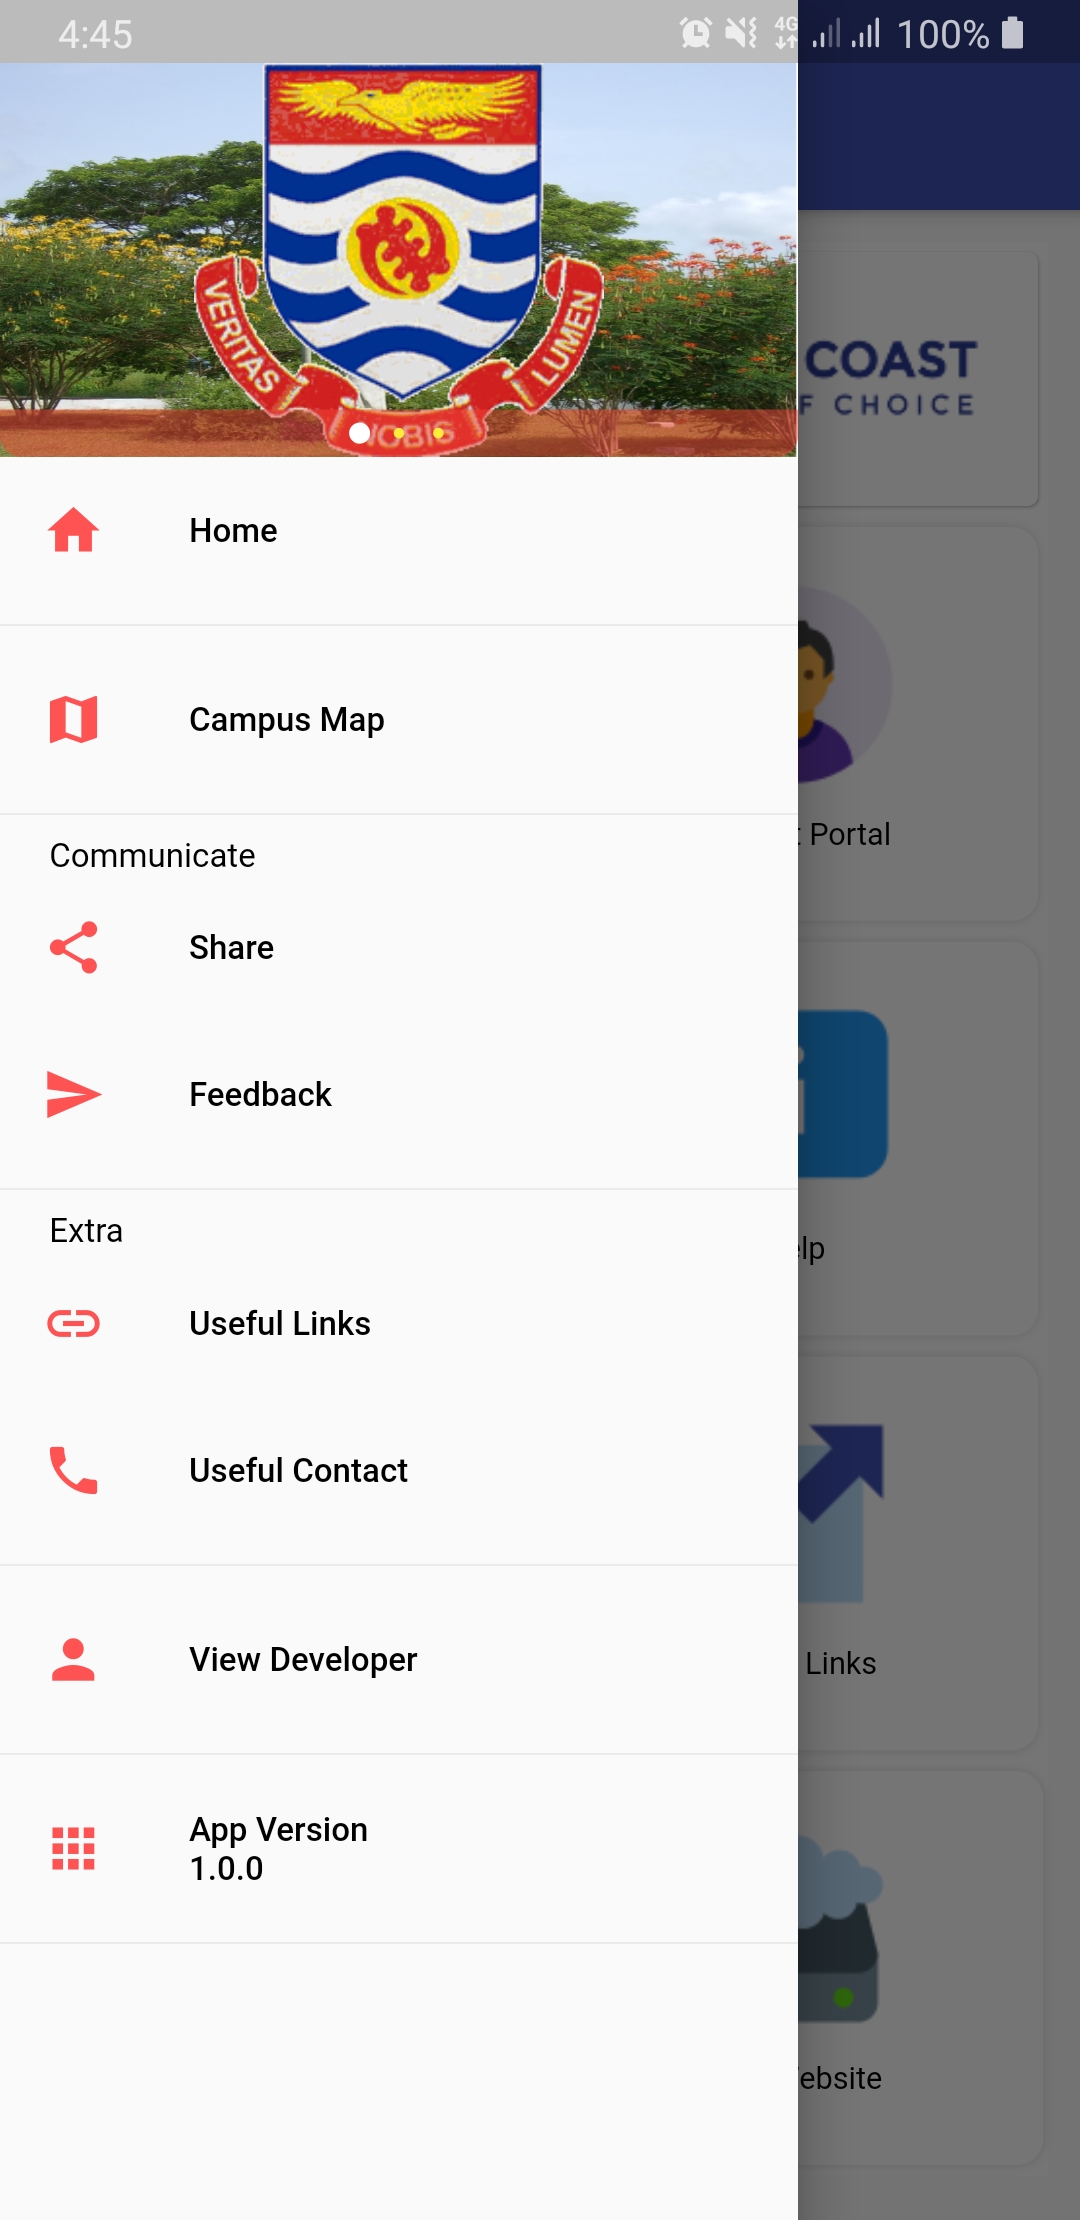 4:45
4G
100%
VERITAS
NOBIS
LUMEN
COAST
F CHOICE
Home
Campus Map
Portal
Communicate
Share
Feedback
elp
Extra
Useful Links
Useful Contact
Links
View Developer
App Version
1.0.0
ebsite